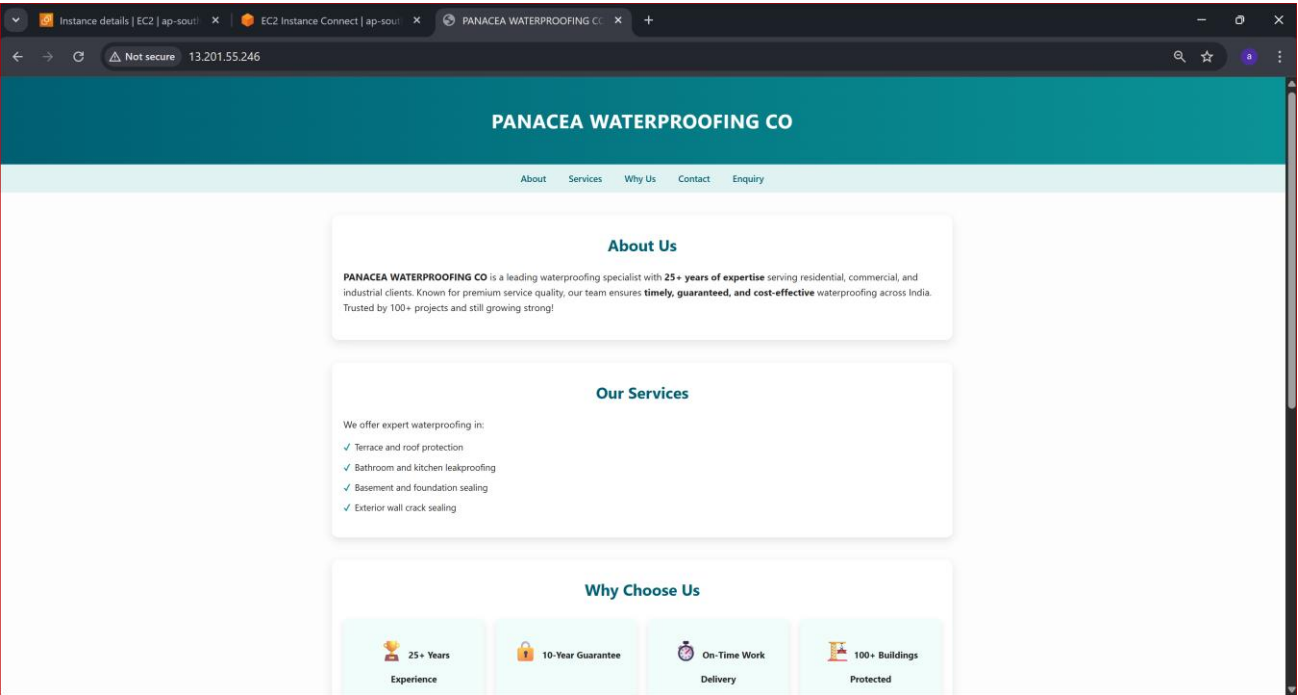 Instance details | EC2 | ap-south
EC2 Instance Connect | ap-sout
PANACEA WATERPROOFING CO
Not secure
13.201.55.246
a
PANACEA WATERPROOFING CO
About Services Why Us Contact Enquiry
About Us
PANACEA WATERPROOFING CO is a leading waterproofing specialist with 25+ years of expertise serving residential, commercial, and
industrial clients. Known for premium service quality, our team ensures timely, guaranteed, and cost-effective waterproofing across India.
Trusted by 100+ projects and still growing strong!
Our Services
We offer expert waterproofing in:
✓ Terrace and roof protection
✓ Bathroom and kitchen leakproofing
✓ Basement and foundation sealing
✓ Exterior wall crack sealing
Why Choose Us
25+ Years
Experience
10-Year Guarantee
On-Time Work
Delivery
100+ Buildings
Protected